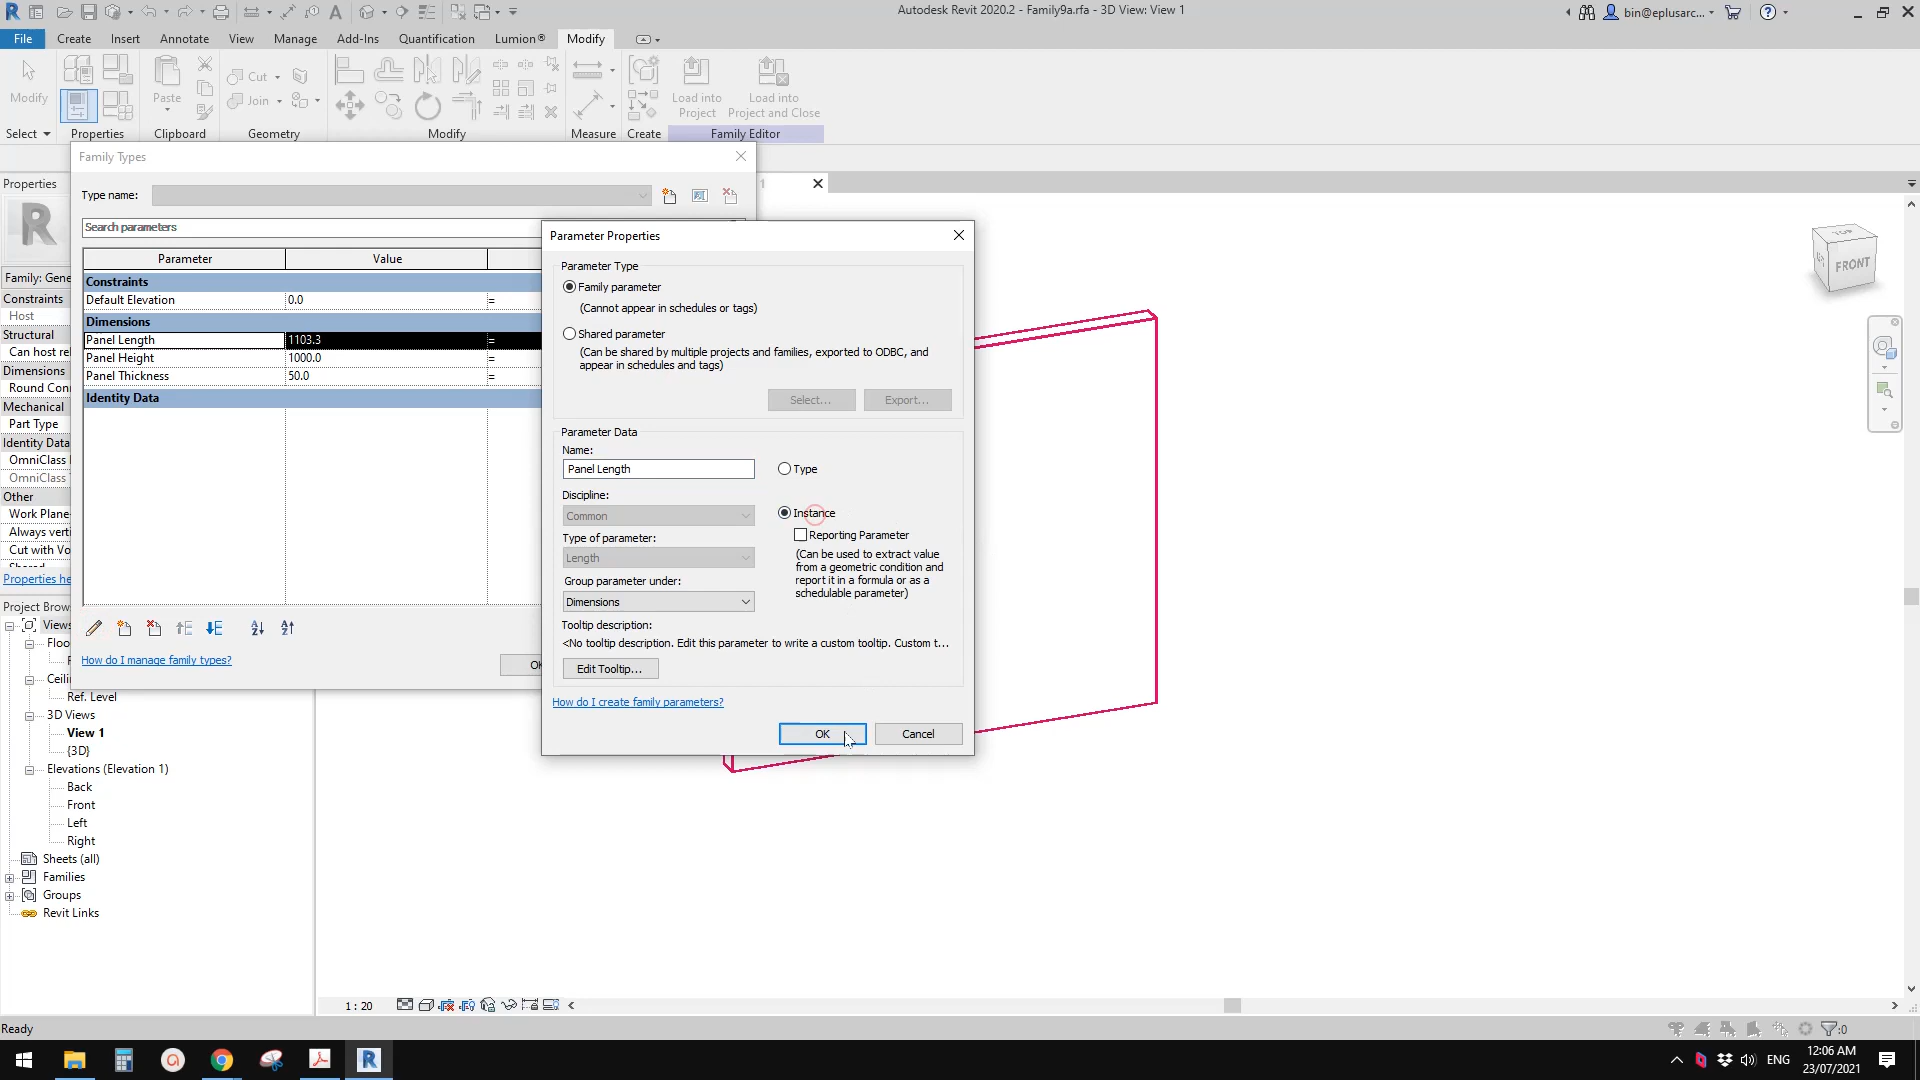 Autodesk Revit 2020.2 - Family9a.rfa - 3D View: View 1
bin@eplusarc...
File Create Insert Annotate View Manage Add-Ins Quantification Lumion® Modify
Modify
Paste
Cut
Join
Load into
Project
Load into
Project and Close
Select Properties Clipboard Geometry Modify Measure Create Family Editor
Family Types
Type name:
Search parameters
Parameter Value
Constraints
Default Elevation 0.0 =
Dimensions
Panel Length 1103.3 =
Panel Height 1000.0 =
Panel Thickness 50.0 =
Identity Data
How do I manage family types?
OK
Parameter Properties
Parameter Type
Family parameter
(Cannot appear in schedules or tags)
Shared parameter
(Can be shared by multiple projects and families, exported to ODBC, and
appear in schedules and tags)
Select... Export...
Parameter Data
Name:
Panel Length
Type
Discipline:
Common
Instance
Type of parameter:
Reporting Parameter
Length
(Can be used to extract value
from a geometric condition and
report it in a formula or as a
schedulable parameter)
Group parameter under:
Dimensions
Tooltip description:
<No tooltip description. Edit this parameter to write a custom tooltip. Custom t...
Edit Tooltip...
How do I create family parameters?
OK Cancel
Properties
R
Family: Gene
Constraints
Host
Structural
Can host re
Dimensions
Round Con
Mechanical
Part Type
Identity Data
OmniClass
OmniClass
Other
Work Plane
Always verti
Cut with Vo
Properties he
Project Brow
Views
Floo
Ceili
Ref. Level
3D Views
View 1
{3D}
Elevations (Elevation 1)
Back
Front
Left
Right
Sheets (all)
Families
Groups
Revit Links
1
TOP
FRONT
1 : 20
Ready
:0
ENG
12:06 AM
23/07/2021